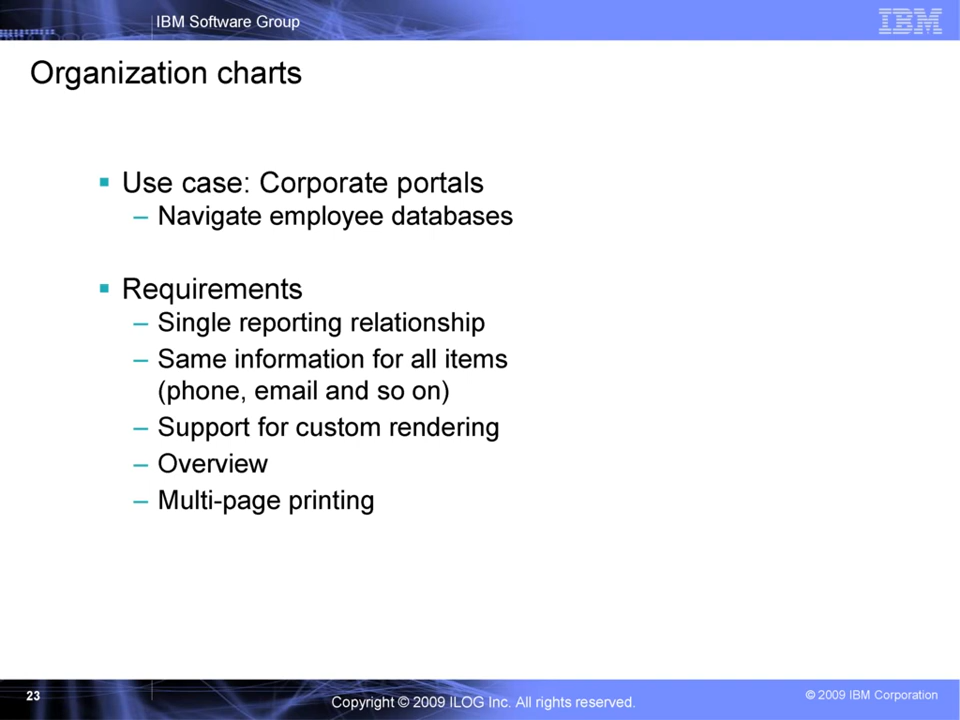 IBM Software Group
IBM
Organization charts
▪ Use case: Corporate portals
– Navigate employee databases
▪ Requirements
– Single reporting relationship
– Same information for all items
(phone, email and so on)
– Support for custom rendering
– Overview
– Multi-page printing
23
Copyright © 2009 ILOG Inc. All rights reserved.
© 2009 IBM Corporation